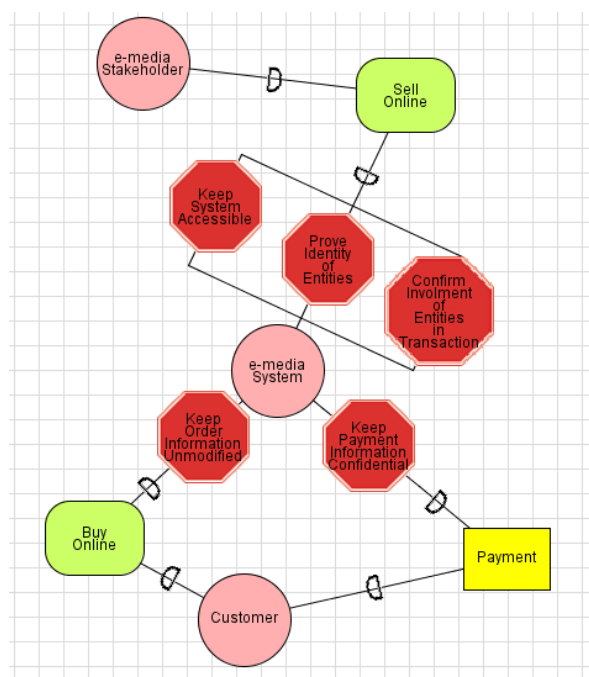 e-media
Stakeholder
Sell
Online
Keep
System
Accessible
Prove
Identity
of
Entities
Confirm
Involment
of
Entities
in
Transaction
e-media
System
Keep
Order
Information
Unmodified
Keep
Payment
Information
Confidential
Buy
Online
Payment
Customer